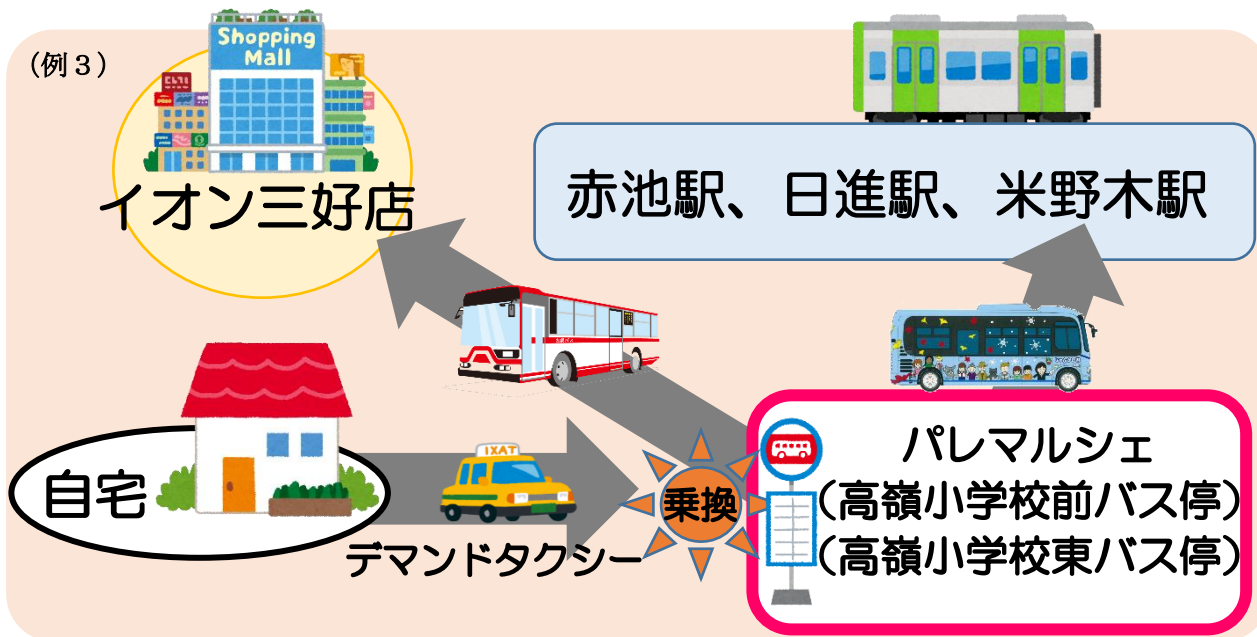 （例３）
Shopping
Mall
イオン三好店
赤池駅、日進駅、米野木駅
自宅
IXAT
デマンドタクシー
乗換
パレマルシェ
（高嶺小学校前バス停）
（高嶺小学校東バス停）